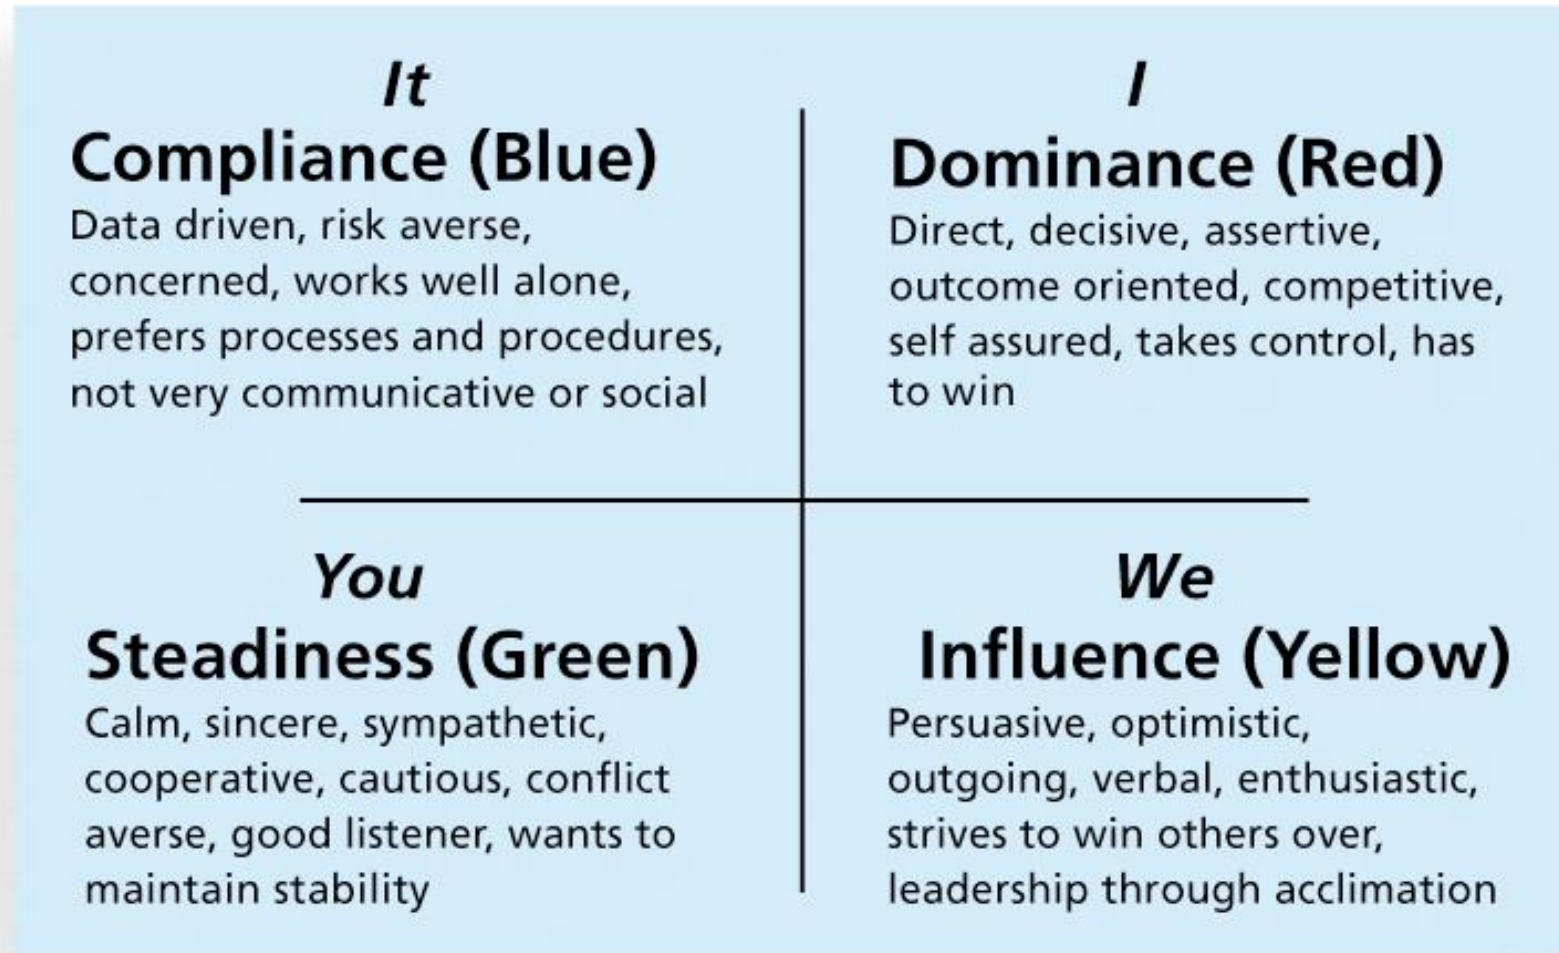 It
Compliance (Blue)
Data driven, risk averse,
concerned, works well alone,
prefers processes and procedures,
not very communicative or social
I
Dominance (Red)
Direct, decisive, assertive,
outcome oriented, competitive,
self assured, takes control, has
to win
You
Steadiness (Green)
Calm, sincere, sympathetic,
cooperative, cautious, conflict
averse, good listener, wants to
maintain stability
We
Influence (Yellow)
Persuasive, optimistic,
outgoing, verbal, enthusiastic,
strives to win others over,
leadership through acclimation